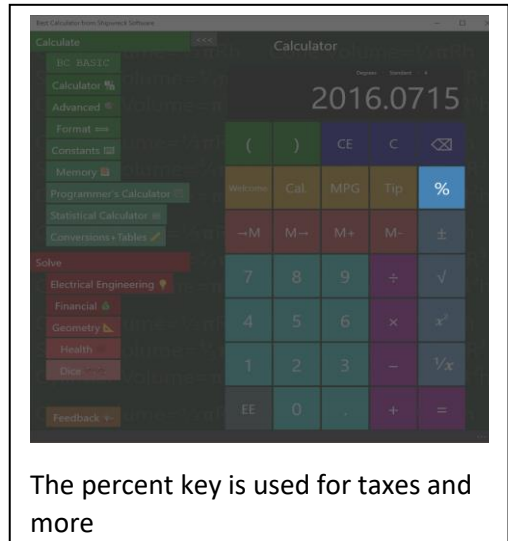 Best Calculator from Shipwreck Software
Calculate
<<<
Calculator
BC BASIC
Calculator
Advanced
Format
Constants
Memory
Programmer's Calculator
Statistical Calculator
Conversions+Tables
Solve
Electrical Engineering
Financial
Geometry
Health
Dice
Feedback
Degrees Standard
2016.0715
( ) CE C ⌫
Welcome Cal. MPG Tip %
→M M→ M+ M- ±
7 8 9 ÷ √
4 5 6 ×
1 2 3 − ¹/x
EE 0 . + =
The percent key is used for taxes and
more